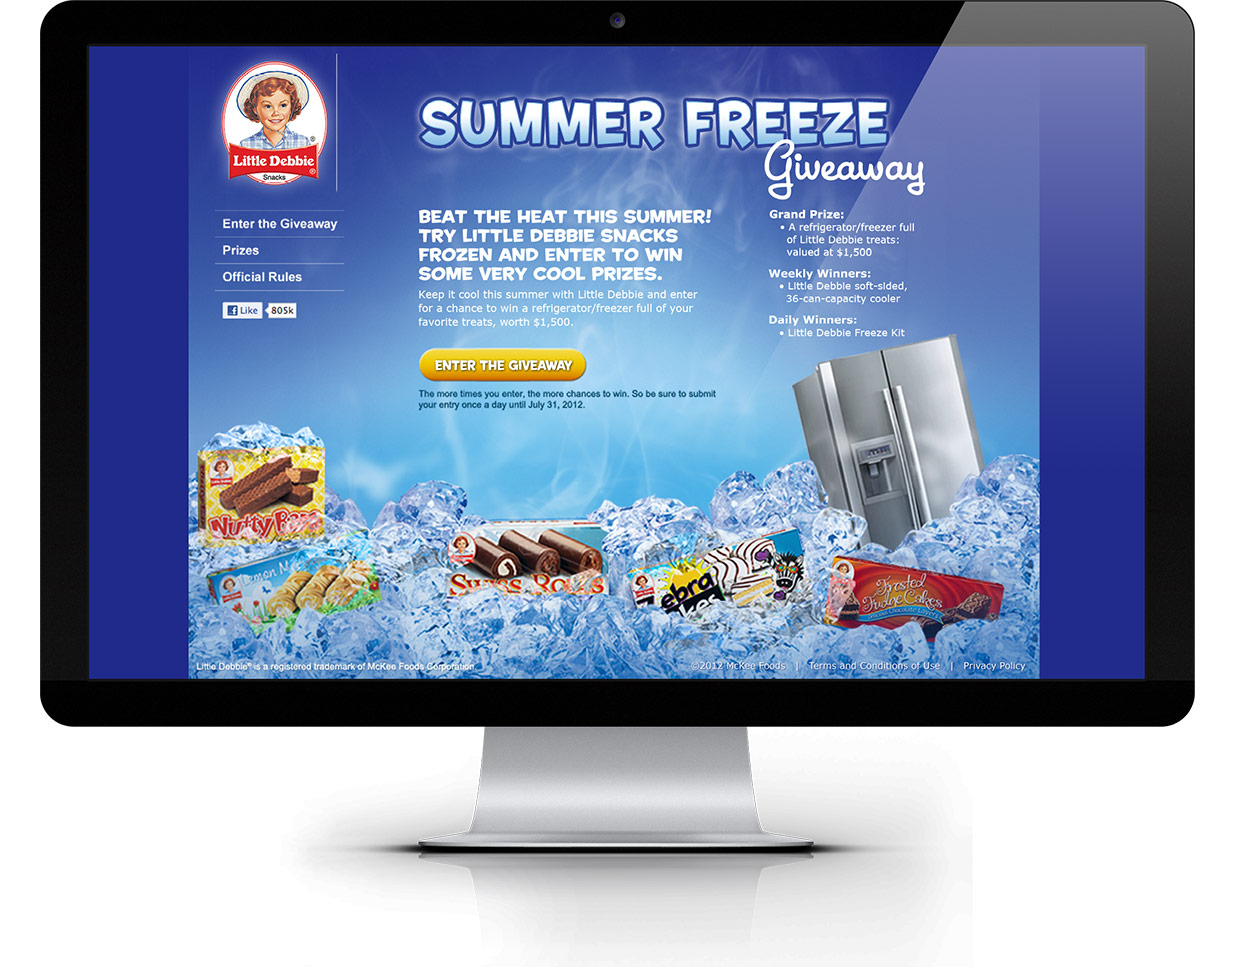 Little Debbie
Snacks
Enter the Giveaway
Prizes
Official Rules
Like 805k
SUMMER FREEZE
Giveaway
BEAT THE HEAT THIS SUMMER!
TRY LITTLE DEBBIE SNACKS
FROZEN AND ENTER TO WIN
SOME VERY COOL PRIZES.
Keep it cool this summer with Little Debbie and enter
for a chance to win a refrigerator/freezer full of your
favorite treats, worth $1,500.
ENTER THE GIVEAWAY
The more times you enter, the more chances to win. So be sure to submit
your entry once a day until July 31, 2012.
Grand Prize:
• A refrigerator/freezer full
of Little Debbie treats:
valued at $1,500
Weekly Winners:
• Little Debbie soft-sided,
36-can-capacity cooler
Daily Winners:
• Little Debbie Freeze Kit
Nutty Bars
Lemon
Swiss Rolls
ebra
kes
Frosted
Fudge Cakes
Little Debbie® is a registered trademark of McKee Foods Corporation
©2012 McKee Foods | Terms and Conditions of Use | Privacy Policy